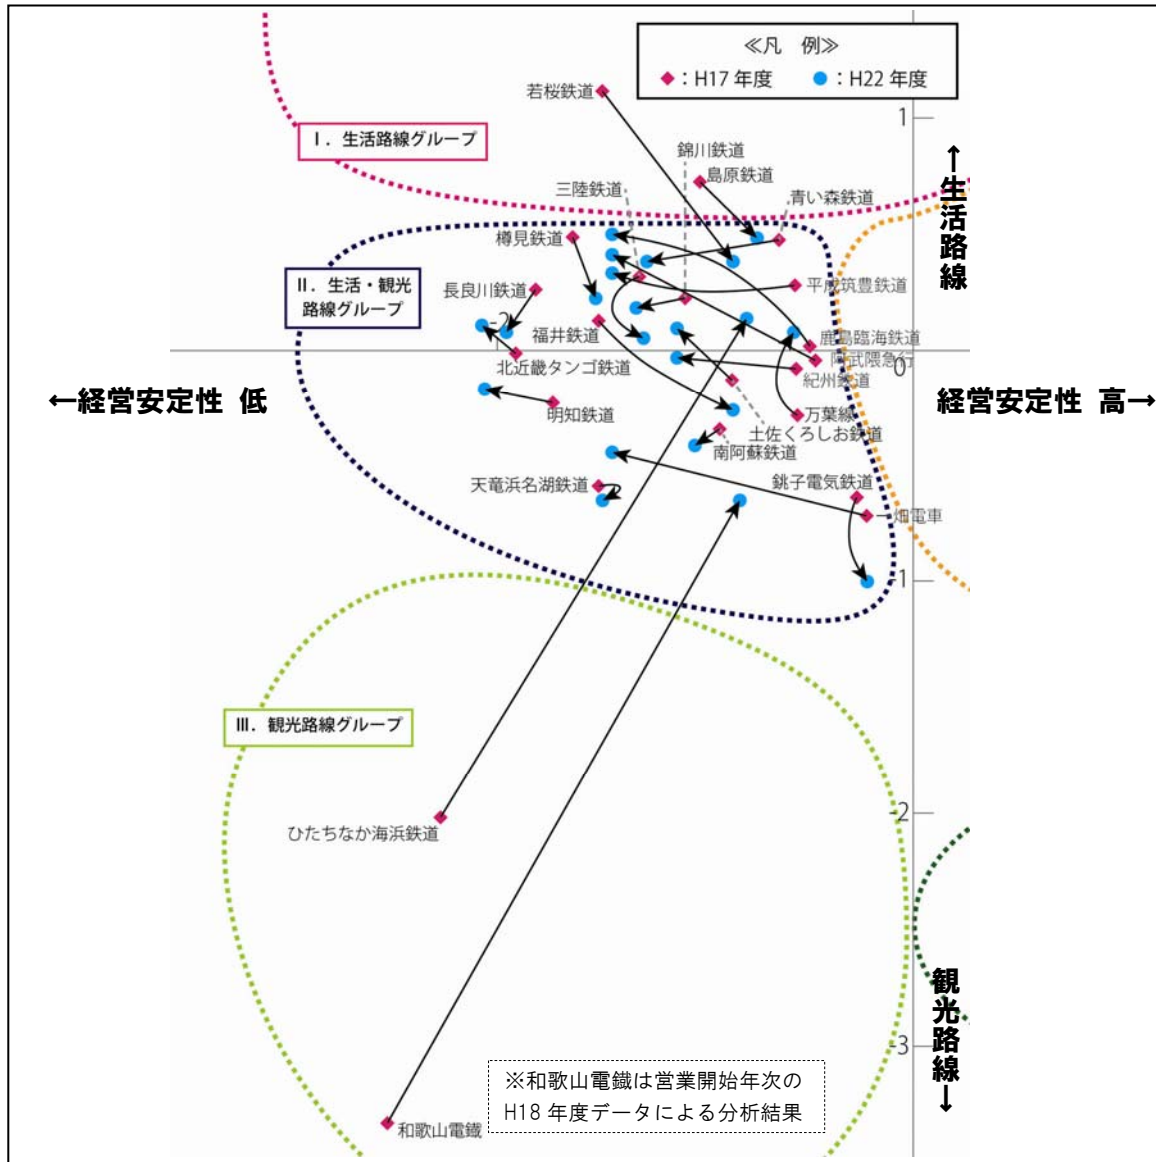 ≪凡　例≫
◆：H17 年度　●：H22 年度
若桜鉄道
1
Ⅰ．生活路線グループ
錦川鉄道
島原鉄道
三陸鉄道
青い森鉄道
↑生活路線
樽見鉄道
Ⅱ．生活・観光
路線グループ
長良川鉄道
平成筑豊鉄道
-2
福井鉄道
鹿島臨海鉄道
阿武隈急行
0
北近畿タンゴ鉄道
紀州鉄道
←経営安定性 低
経営安定性 高→
明知鉄道
万葉線
土佐くろしお鉄道
南阿蘇鉄道
天竜浜名湖鉄道
銚子電気鉄道
畑電車
-1
Ⅲ．観光路線グループ
-2
ひたちなか海浜鉄道
観光路線↓
-3
※和歌山電鐵は営業開始年次の
H18 年度データによる分析結果
和歌山電鐵